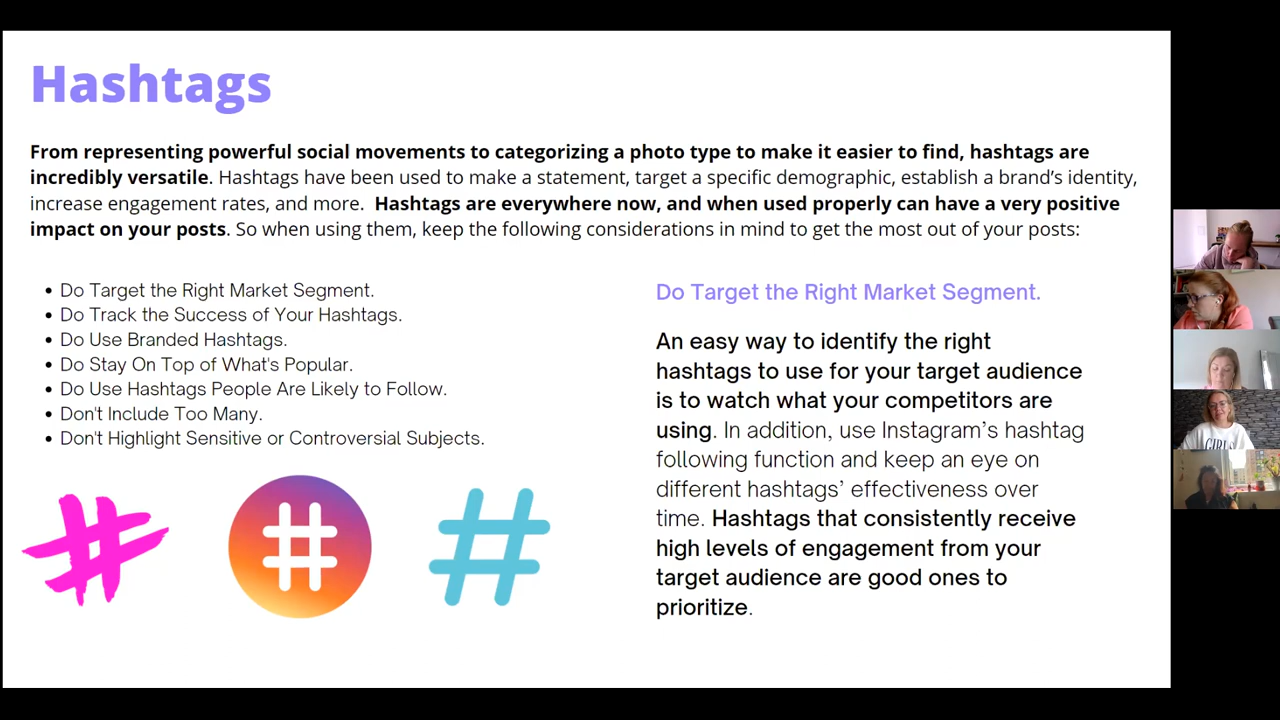 Hashtags
From representing powerful social movements to categorizing a photo type to make it easier to find, hashtags are
incredibly versatile. Hashtags have been used to make a statement, target a specific demographic, establish a brand’s identity,
increase engagement rates, and more. Hashtags are everywhere now, and when used properly can have a very positive
impact on your posts. So when using them, keep the following considerations in mind to get the most out of your posts:
• Do Target the Right Market Segment.
• Do Track the Success of Your Hashtags.
• Do Use Branded Hashtags.
• Do Stay On Top of What's Popular.
• Do Use Hashtags People Are Likely to Follow.
• Don't Include Too Many.
• Don't Highlight Sensitive or Controversial Subjects.
# # #
Do Target the Right Market Segment.
An easy way to identify the right
hashtags to use for your target audience
is to watch what your competitors are
using. In addition, use Instagram’s hashtag
following function and keep an eye on
different hashtags’ effectiveness over
time. Hashtags that consistently receive
high levels of engagement from your
target audience are good ones to
prioritize.